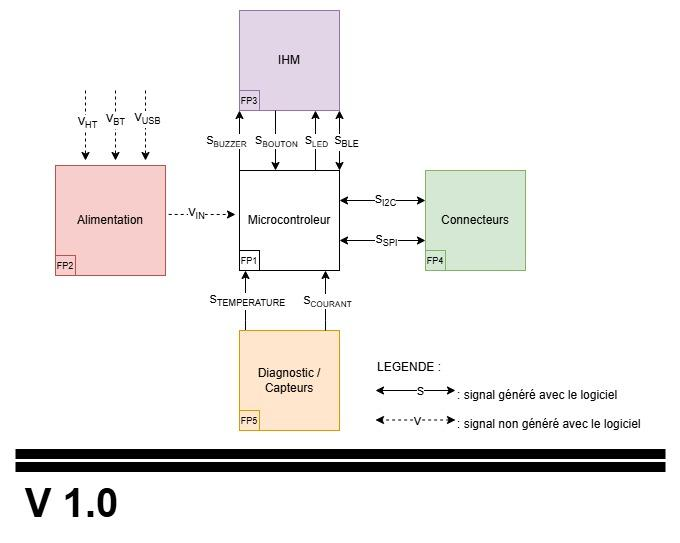 IHM
FP3
VHT
VBT
VUSB
SBUZZER
SBOUTON
SLED
SBLE
Alimentation
FP2
VIN
Microcontroleur
FP1
SI2C
SSPI
Connecteurs
FP4
STEMPERATURE
SCOURANT
Diagnostic /
Capteurs
FP5
LEGENDE :
S : signal généré avec le logiciel
V : signal non généré avec le logiciel
V 1.0